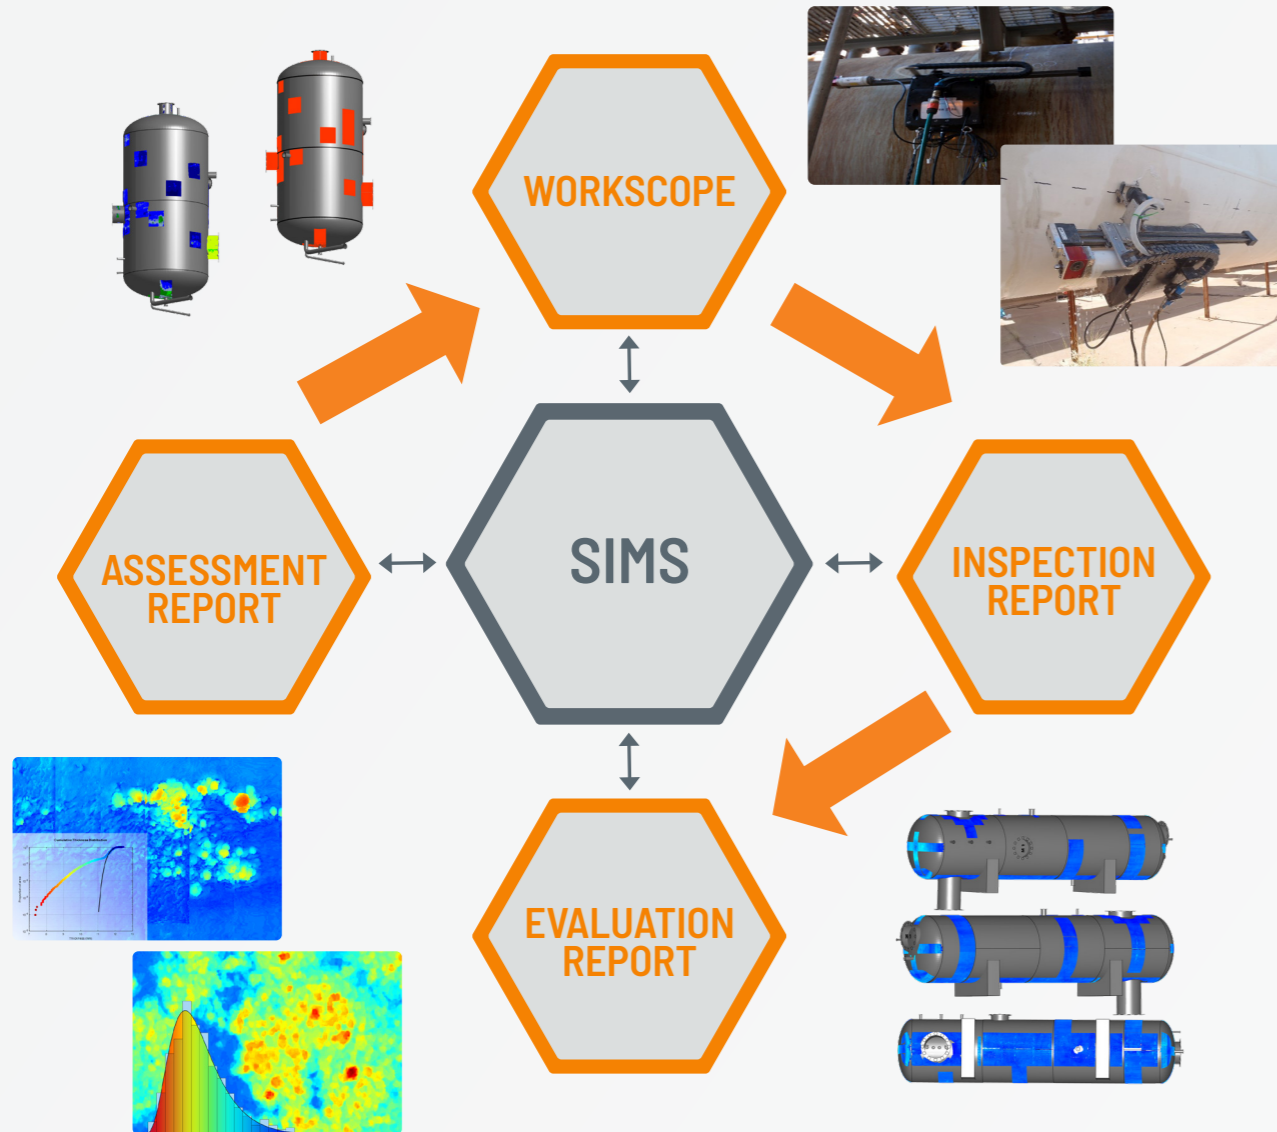 WORKSCOPE
SIMS
ASSESSMENT
REPORT
INSPECTION
REPORT
EVALUATION
REPORT